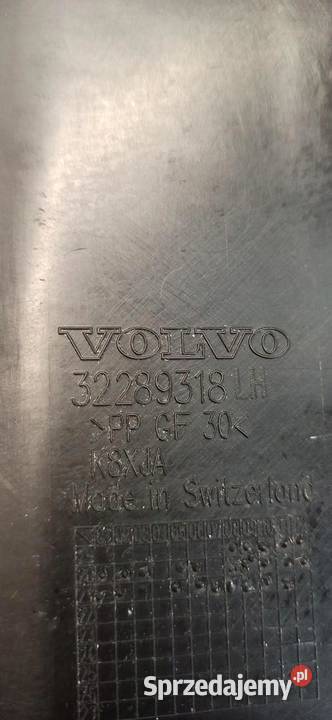 VOLVO
32289318 LH
>PP GF 30<
K8XJA
Made in Switzerland
Sprzedajemy.pl